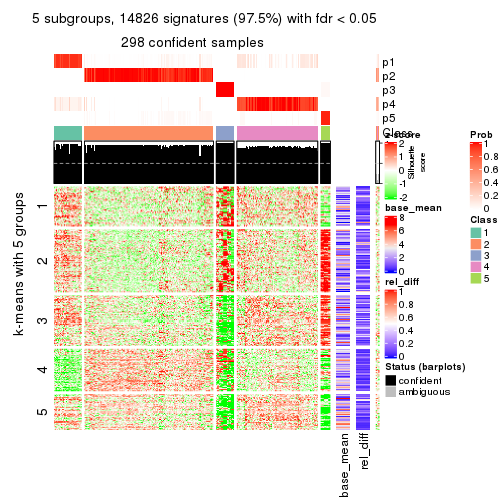 5 subgroups, 14826 signatures (97.5%) with fdr < 0.05
298 confident samples
p1
p2
p3
p4
p5
Class
Silhouette
score
k-means with 5 groups
1
2
3
4
5
base_mean
rel_diff
z-score
2
1
0
-1
-2
base_mean
8
6
4
2
0
rel_diff
1
0.8
0.6
0.4
0.2
0
Status (barplots)
confident
ambiguous
Prob
1
0.8
0.6
0.4
0.2
0
Class
1
2
3
4
5